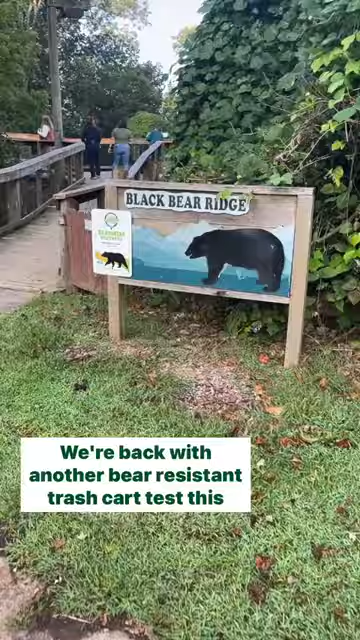 BLACK BEAR RIDGE
We're back with
another bear resistant
trash cart test this